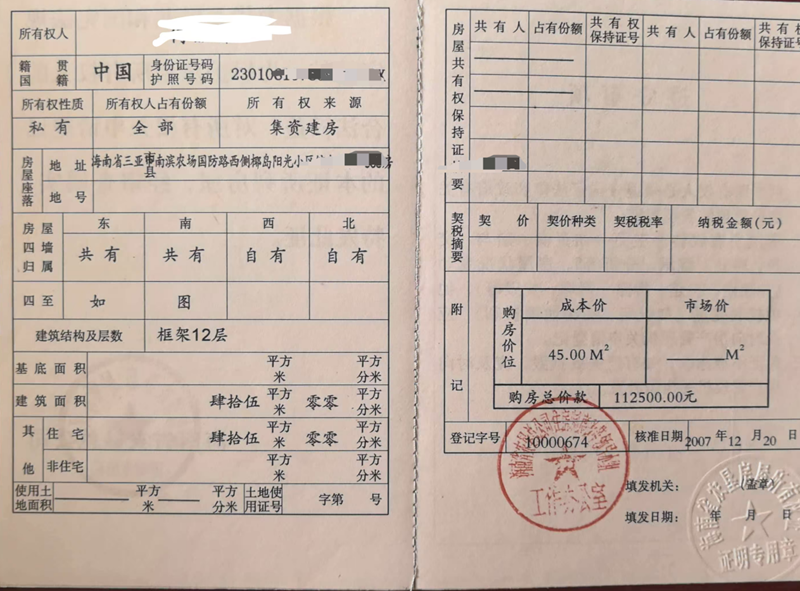 所有权人
籍贯 国籍 中国 身份证号码 护照号码 2301081
所有权性质 所有权人占有份额 所有权来源
私有 全部 集资建房
房屋座落 地址 海南省三亚市县南滨农场国防路西侧椰岛阳光小区 房
地号
房屋四墙归属 东 南 西 北
共有 共有 自有 自有
四至 如 图
建筑结构及层数 框架12层
基底面积 平方米 平方分米
建筑面积 肆拾伍 平方米 零零 平方分米
其他 住宅 肆拾伍 平方米 零零 平方分米
非住宅 平方米 平方分米
使用土地面积 平方米 平方分米 土地使用证号 字第 号
房屋共有权保持证摘要 共有人 占有份额 共有权保持证号 共有人 占有份额 共有权保持证号
契税摘要 契价 契价种类 契税税率 纳税金额(元)
附记
购房价位 成本价 市场价
45.00 M² M²
购房总价款 112500.00元
登记字号 10000674 核准日期 2007 年 12 月 20 日
工作办公室
填发机关: (盖章)
填发日期: 年 月 日
证明专用章